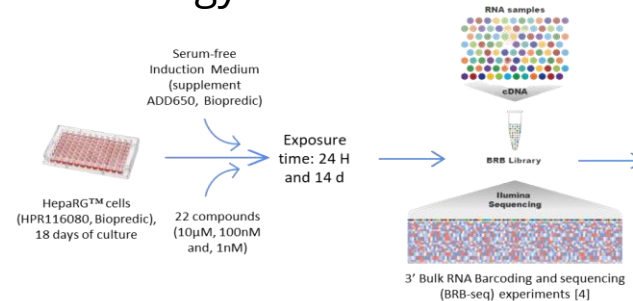 Serum-free
Induction Medium
(supplement
ADD650, Biopredic)
HepaRG™ cells
(HPR116080, Biopredic),
18 days of culture
22 compounds
(10µM, 100nM
and, 1nM)
Exposure
time: 24 H
and 14 d
RNA samples
cDNA
BRB Library
Ilumina
Sequencing
3’ Bulk RNA Barcoding and sequencing
(BRB-seq) experiments [4]